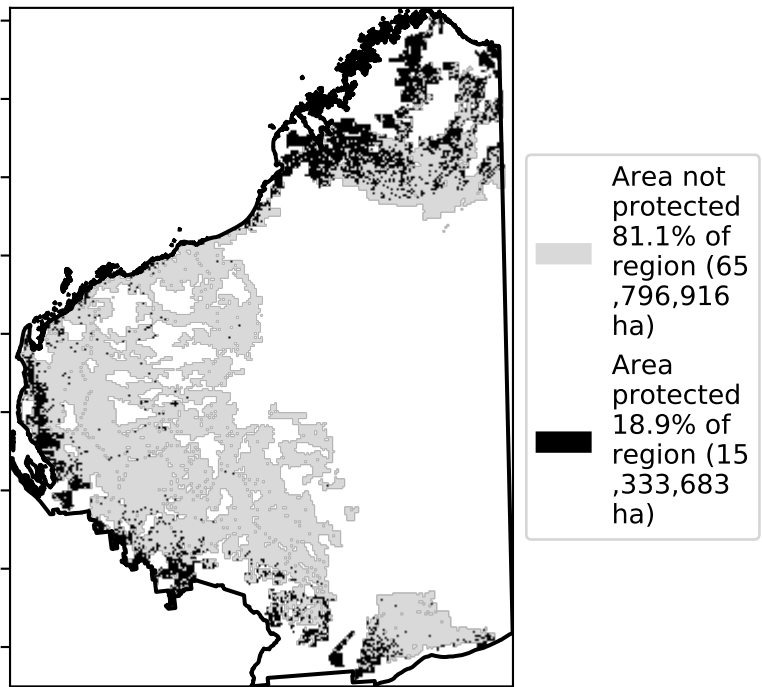 Area not
protected
81.1% of
region (65
,796,916
ha)
Area
protected
18.9% of
region (15
,333,683
ha)